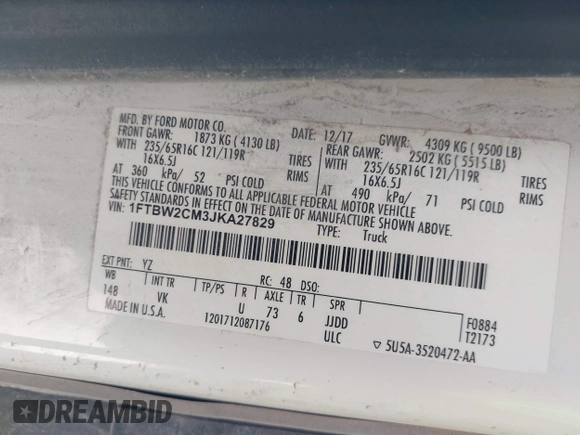 MFD. BY FORD MOTOR CO.
DATE: 12/17 GVWR: 4309 KG ( 9500 LB)
FRONT GAWR: 1873 KG ( 4130 LB)
REAR GAWR: 2502 KG ( 5515 LB)
WITH 235/65R16C 121/119R TIRES
WITH 235/65R16C 121/119R TIRES
16X6.5J RIMS
16X6.5J RIMS
AT 360 kPa/ 52 PSI COLD
AT 490 kPa/ 71 PSI COLD
THIS VEHICLE CONFORMS TO ALL APPLICABLE FEDERAL MOTOR VEHICLE
SAFETY STANDARDS IN EFFECT ON THE DATE OF MANUFACTURE SHOWN ABOVE.
VIN: 1FTBW2CM3JKA27829
TYPE: Truck
EXT PNT: YZ RC: 48 DSO:
WB INT TR TP/PS R AXLE TR SPR
148 VK U 73 6 JJDD
F0884
T2173
MADE IN U.S.A. 1201712087176 ULC
▽ 5U5A-3520472-AA
DREAMBID